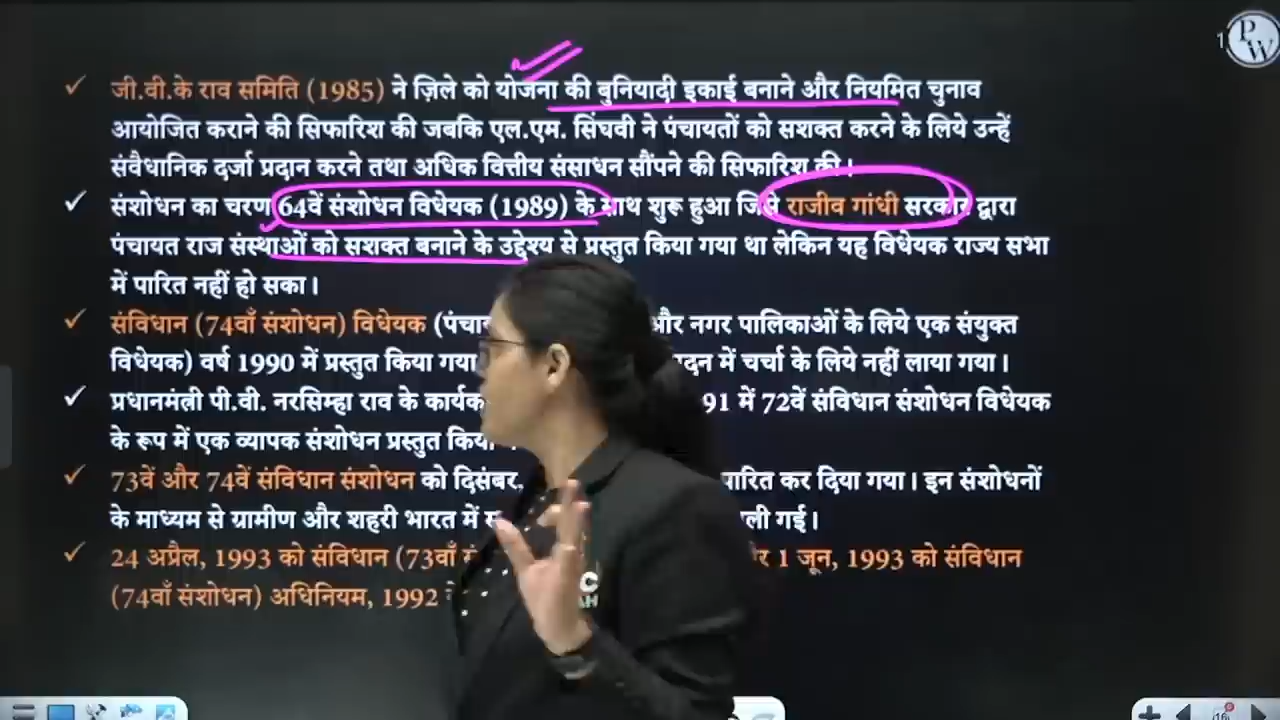 जी.वी.के राव समिति (1985) ने ज़िले को योजना की बुनियादी इकाई बनाने और नियमित चुनाव
आयोजित कराने की सिफारिश की जबकि एल.एम. सिंघवी ने पंचायतों को सशक्त करने के लिये उन्हें
संवैधानिक दर्जा प्रदान करने तथा अधिक वित्तीय संसाधन सौंपने की सिफारिश की।
संशोधन का चरण 64वें संशोधन विधेयक (1989) के साथ शुरू हुआ जिसे राजीव गांधी सरकार द्वारा
पंचायत राज संस्थाओं को सशक्त बनाने के उद्देश्य से प्रस्तुत किया गया था लेकिन यह विधेयक राज्य सभा
में पारित नहीं हो सका।
संविधान (74वाँ संशोधन) विधेयक और नगर पालिकाओं के लिये एक संयुक्त
विधेयक) वर्ष 1990 में प्रस्तुत किया गया में चर्चा के लिये नहीं लाया गया।
प्रधानमंत्री पी.वी. नरसिम्हा राव के 91 में 72वें संविधान संशोधन विधेयक
के रूप में एक व्यापक संशोधन प्रस्तुत
73वें और 74वें संविधान संशोधन को दिसंबर, पारित कर दिया गया। इन संशोधनों
के माध्यम से ग्रामीण और शहरी भारत में गई।
24 अप्रैल, 1993 को संविधान (73वाँ 1 जून, 1993 को संविधान
(74वाँ संशोधन) अधिनियम, 1992
PW